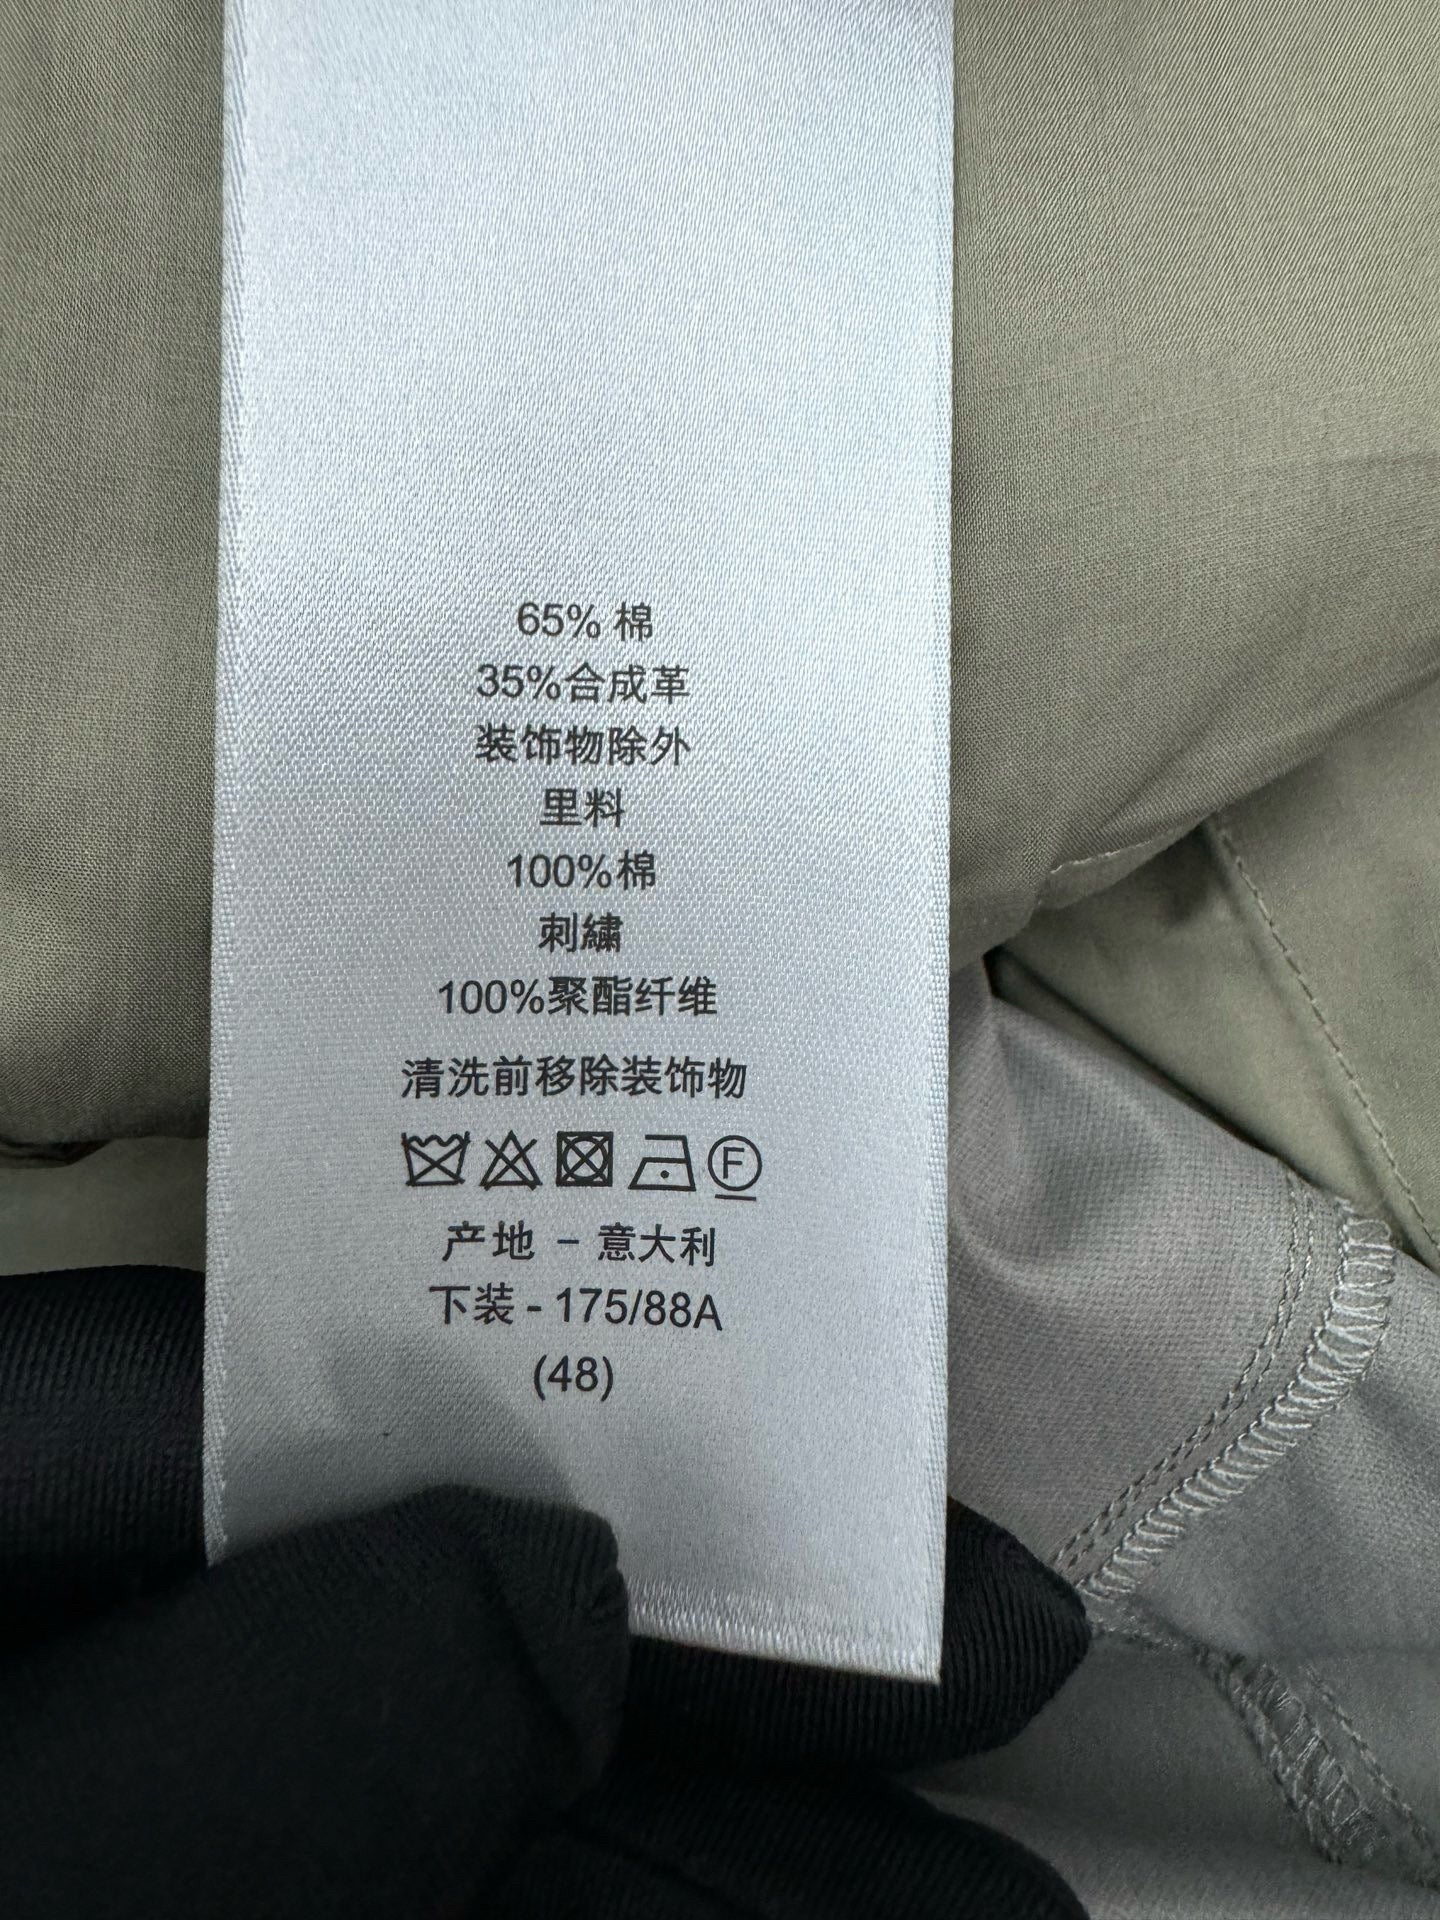 65% 棉
35%合成革
装饰物除外
里料
100%棉
刺繡
100%聚酯纤维
清洗前移除装饰物
F
产地 - 意大利
下装 - 175/88A
(48)